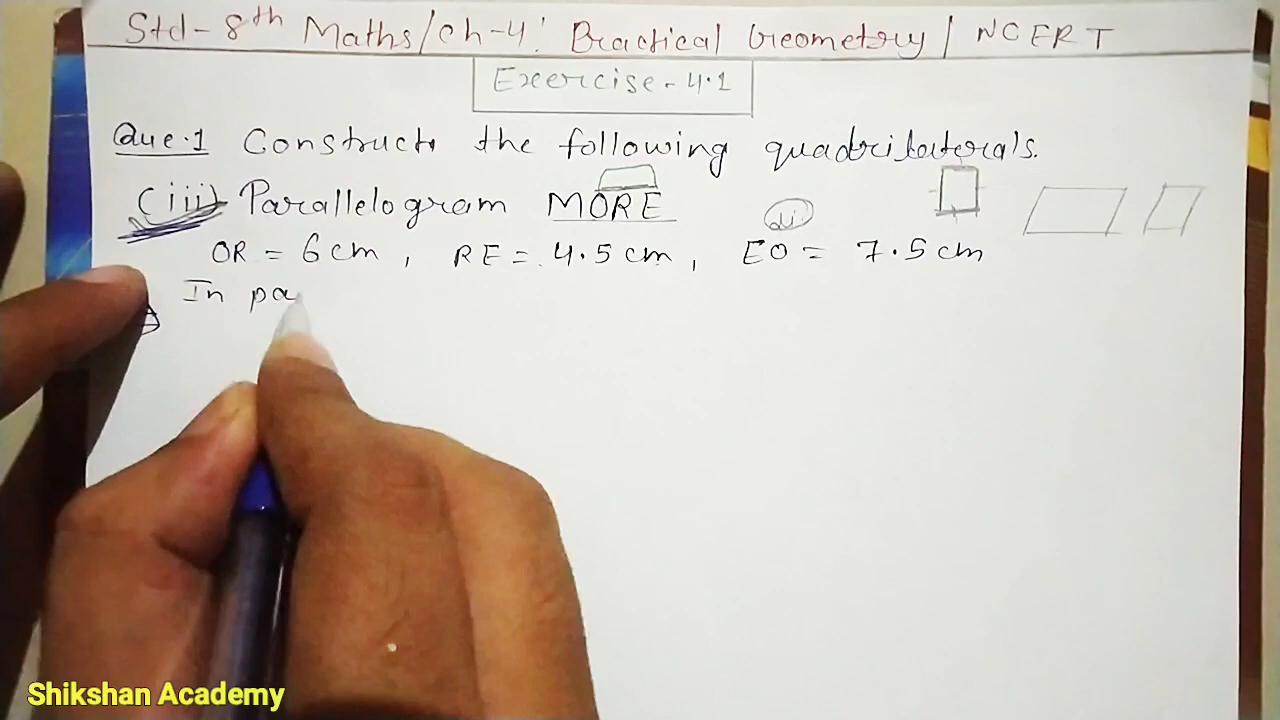 Std- 8th Maths/Ch-4: Practical Geometry/ NCERT
Exercise- 4.1
Que.1 Construct the following quadrilaterals.
(iii) Parallelogram MORE
OR = 6 cm , RE = 4.5 cm , EO = 7.5 cm
In pa
Shikshan Academy